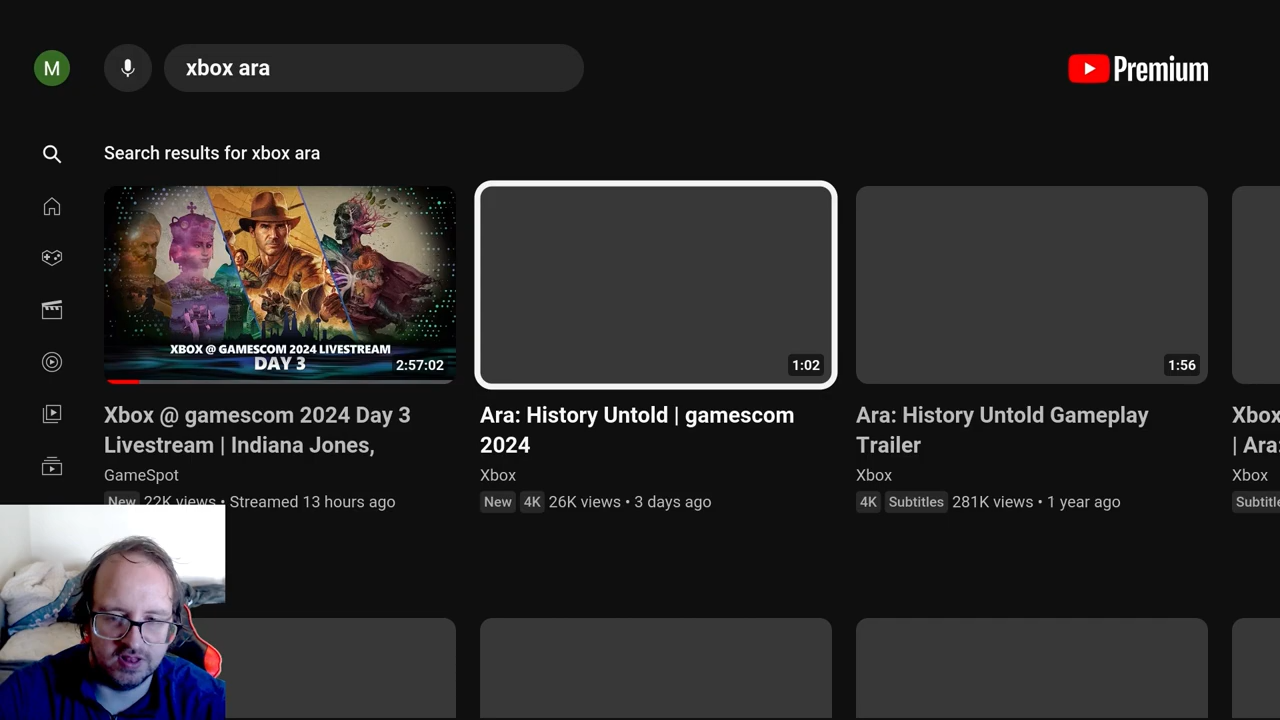 M
xbox ara
Premium
Search results for xbox ara
XBOX @ GAMESCOM 2024 LIVESTREAM
DAY 3
2:57:02
1:02
1:56
Xbox @ gamescom 2024 Day 3
Livestream | Indiana Jones,
GameSpot
New 22K views • Streamed 13 hours ago
Ara: History Untold | gamescom
2024
Xbox
New 4K 26K views • 3 days ago
Ara: History Untold Gameplay
Trailer
Xbox
4K Subtitles 281K views • 1 year ago
Xbox
| Ara:
Xbox